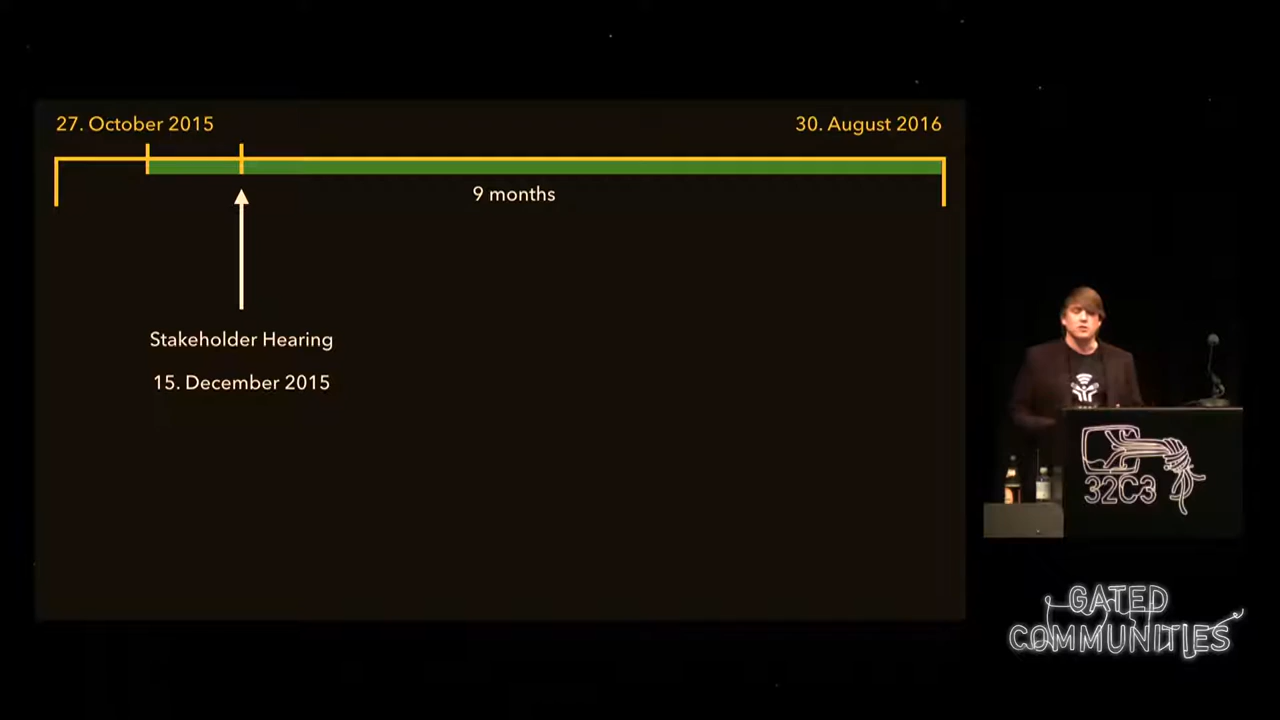 27. October 2015
30. August 2016
9 months
Stakeholder Hearing
15. December 2015
32C3
GATED
COMMUNITIES